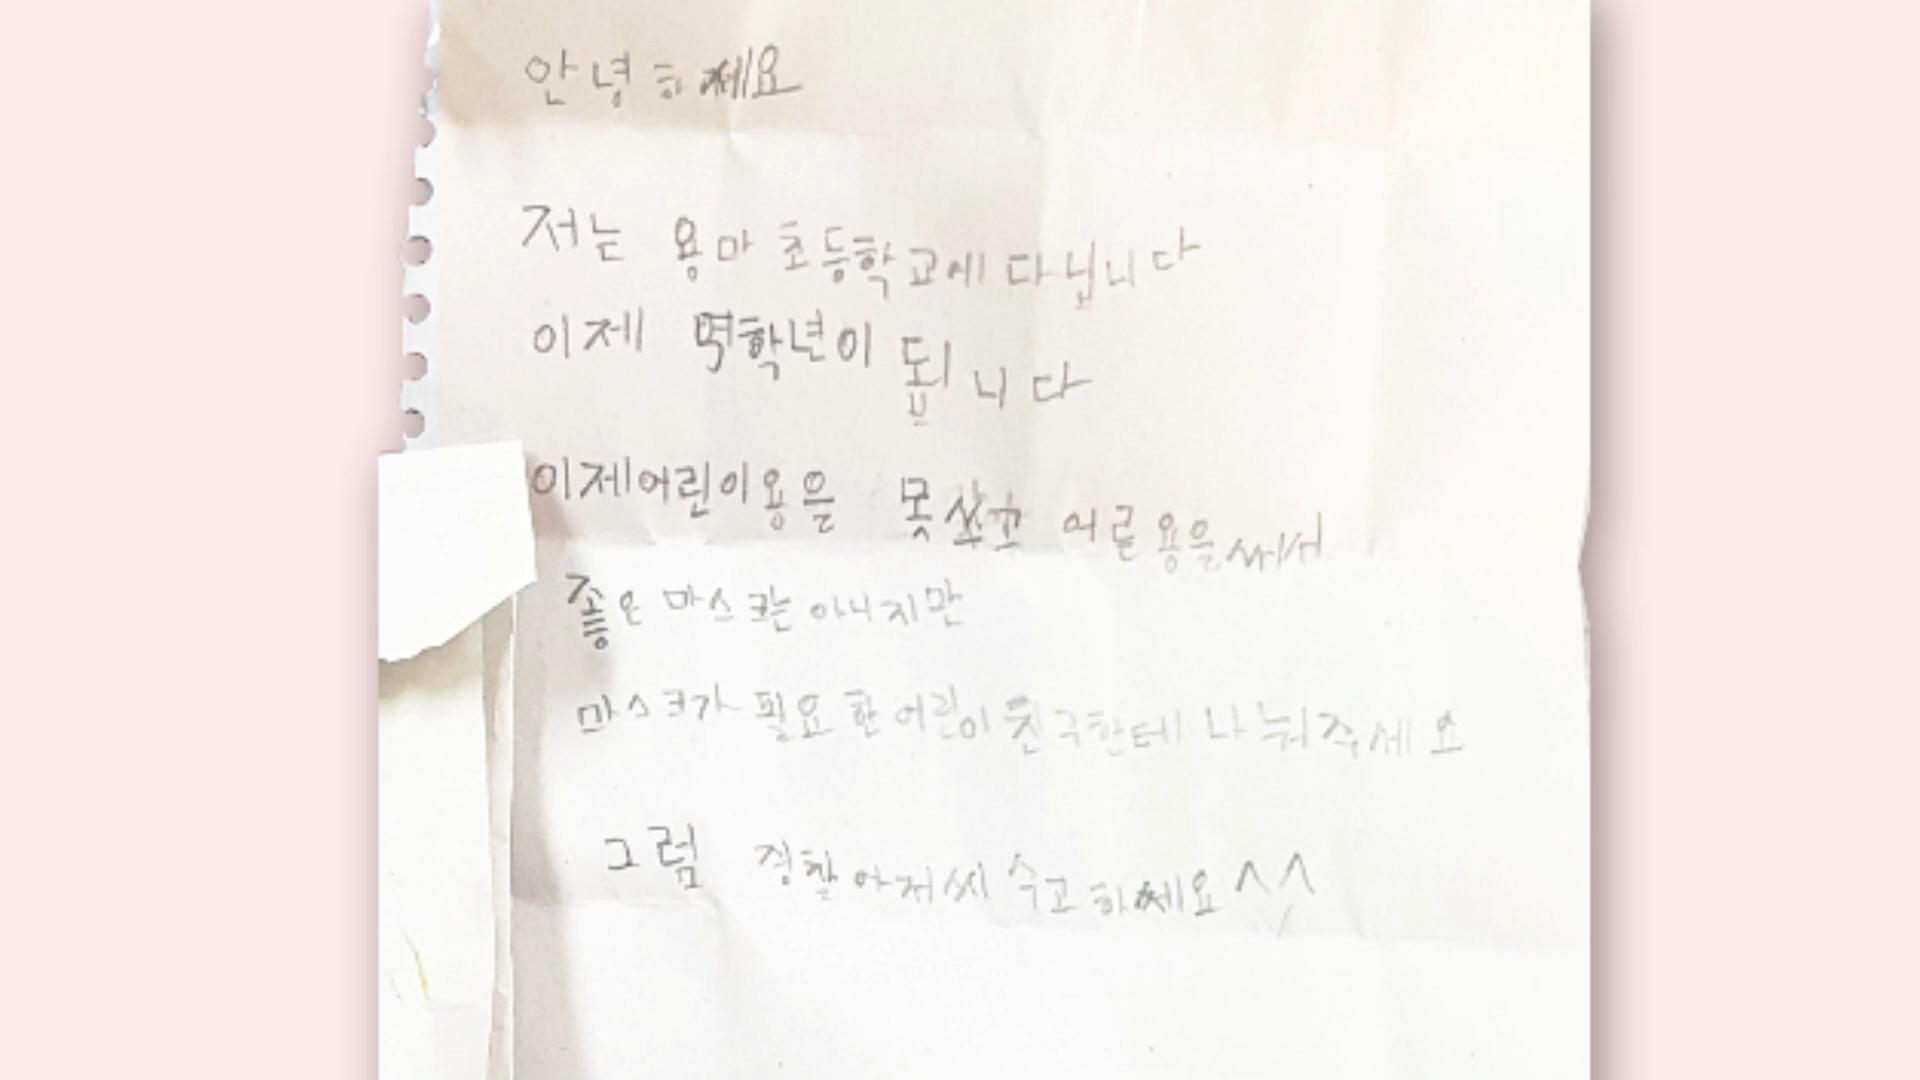 안녕하세요
저는 용마 초등학교에 다닙니다
이제 학년이 됩니다
이제어린이용을 못 쓰고 어른용을써서
좋은 마스크는 아니지만
마스크가 필요한 어린이 친구한테 나눠주세요
그럼 경찰아저씨 수고하세요^^